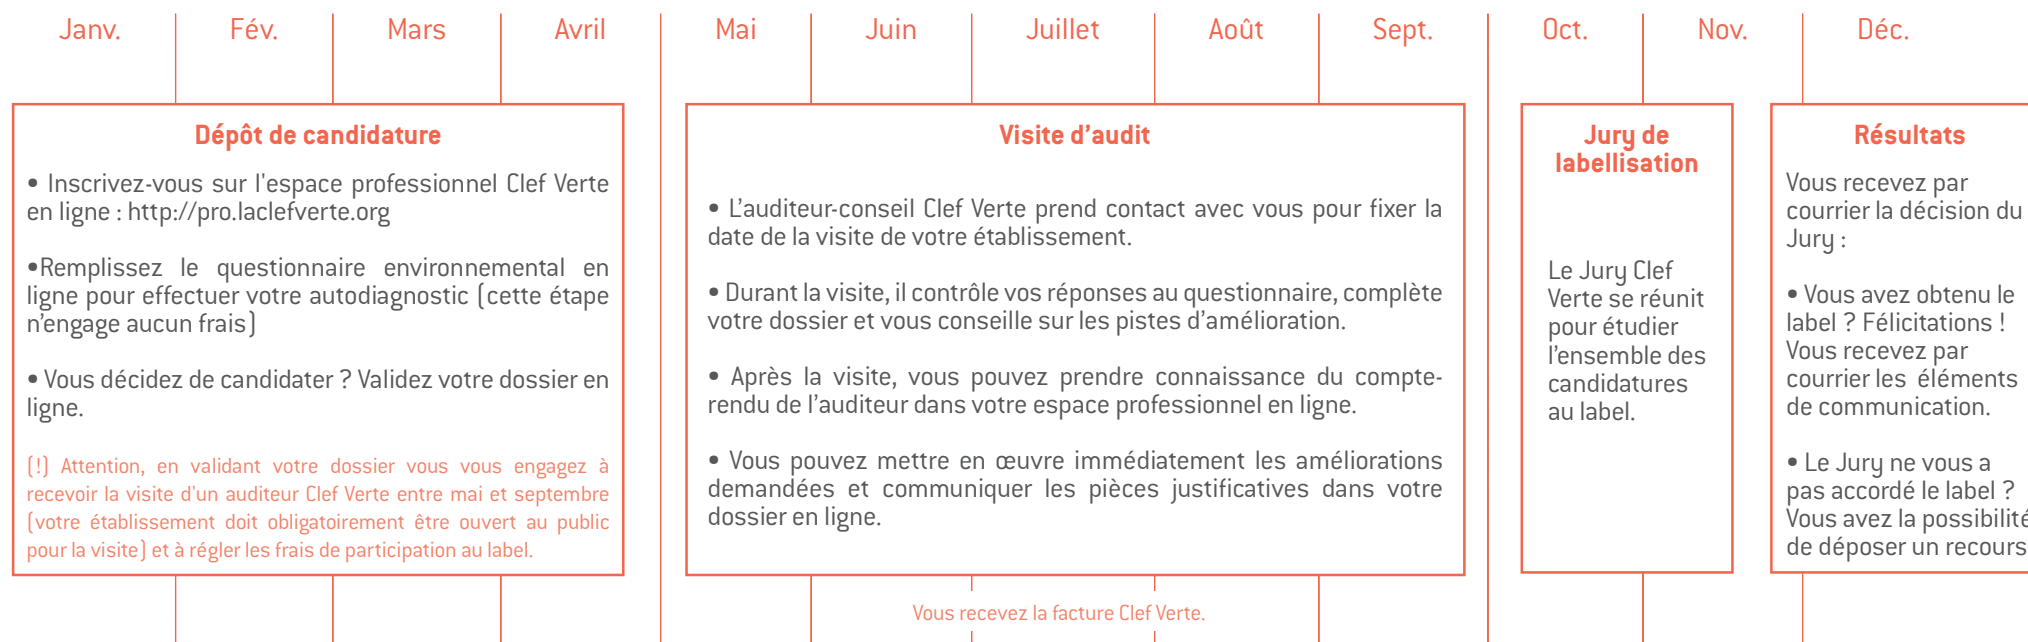 Janv. Fév. Mars Avril Mai Juin Juillet Août Sept. Oct. Nov. Déc.
Dépôt de candidature
• Inscrivez-vous sur l'espace professionnel Clef Verte
en ligne : http://pro.laclefverte.org
•Remplissez le questionnaire environnemental en
ligne pour effectuer votre autodiagnostic (cette étape
n'engage aucun frais)
• Vous décidez de candidater ? Validez votre dossier en
ligne.
(!) Attention, en validant votre dossier vous vous engagez à
recevoir la visite d'un auditeur Clef Verte entre mai et septembre
(votre établissement doit obligatoirement être ouvert au public
pour la visite) et à régler les frais de participation au label.
Visite d'audit
• L'auditeur-conseil Clef Verte prend contact avec vous pour fixer la
date de la visite de votre établissement.
• Durant la visite, il contrôle vos réponses au questionnaire, complète
votre dossier et vous conseille sur les pistes d'amélioration.
• Après la visite, vous pouvez prendre connaissance du compte-
rendu de l'auditeur dans votre espace professionnel en ligne.
• Vous pouvez mettre en œuvre immédiatement les améliorations
demandées et communiquer les pièces justificatives dans votre
dossier en ligne.
Vous recevez la facture Clef Verte.
Jury de
labellisation
Le Jury Clef
Verte se réunit
pour étudier
l'ensemble des
candidatures
au label.
Résultats
Vous recevez par
courrier la décision du
Jury :
• Vous avez obtenu le
label ? Félicitations !
Vous recevez par
courrier les éléments
de communication.
• Le Jury ne vous a
pas accordé le label ?
Vous avez la possibilité
de déposer un recours